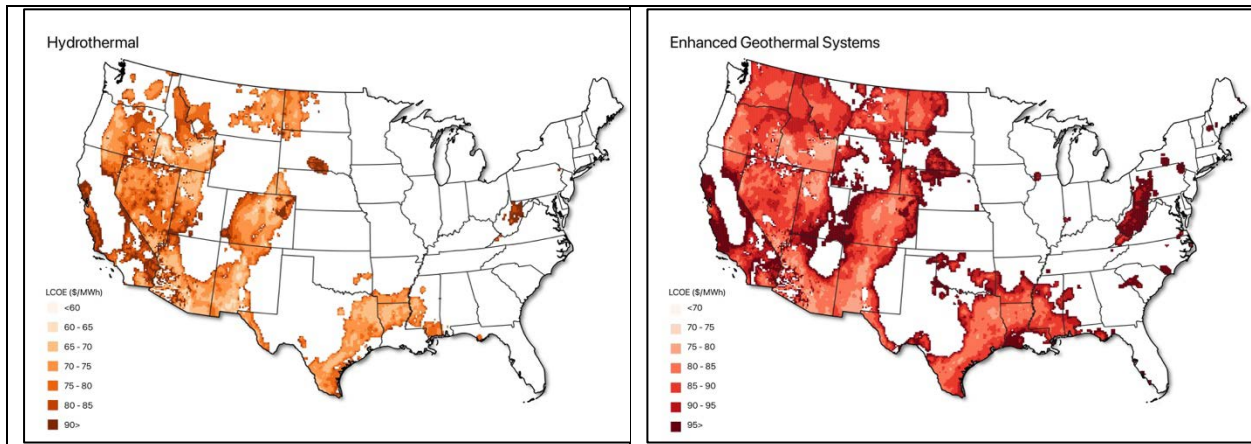 Hydrothermal
LCOE ($/MWh)
<60
60 - 65
65 - 70
70 - 75
75 - 80
80 - 85
90>
Enhanced Geothermal Systems
LCOE ($/MWh)
<70
70 - 75
75 - 80
80 - 85
85 - 90
90 - 95
95>